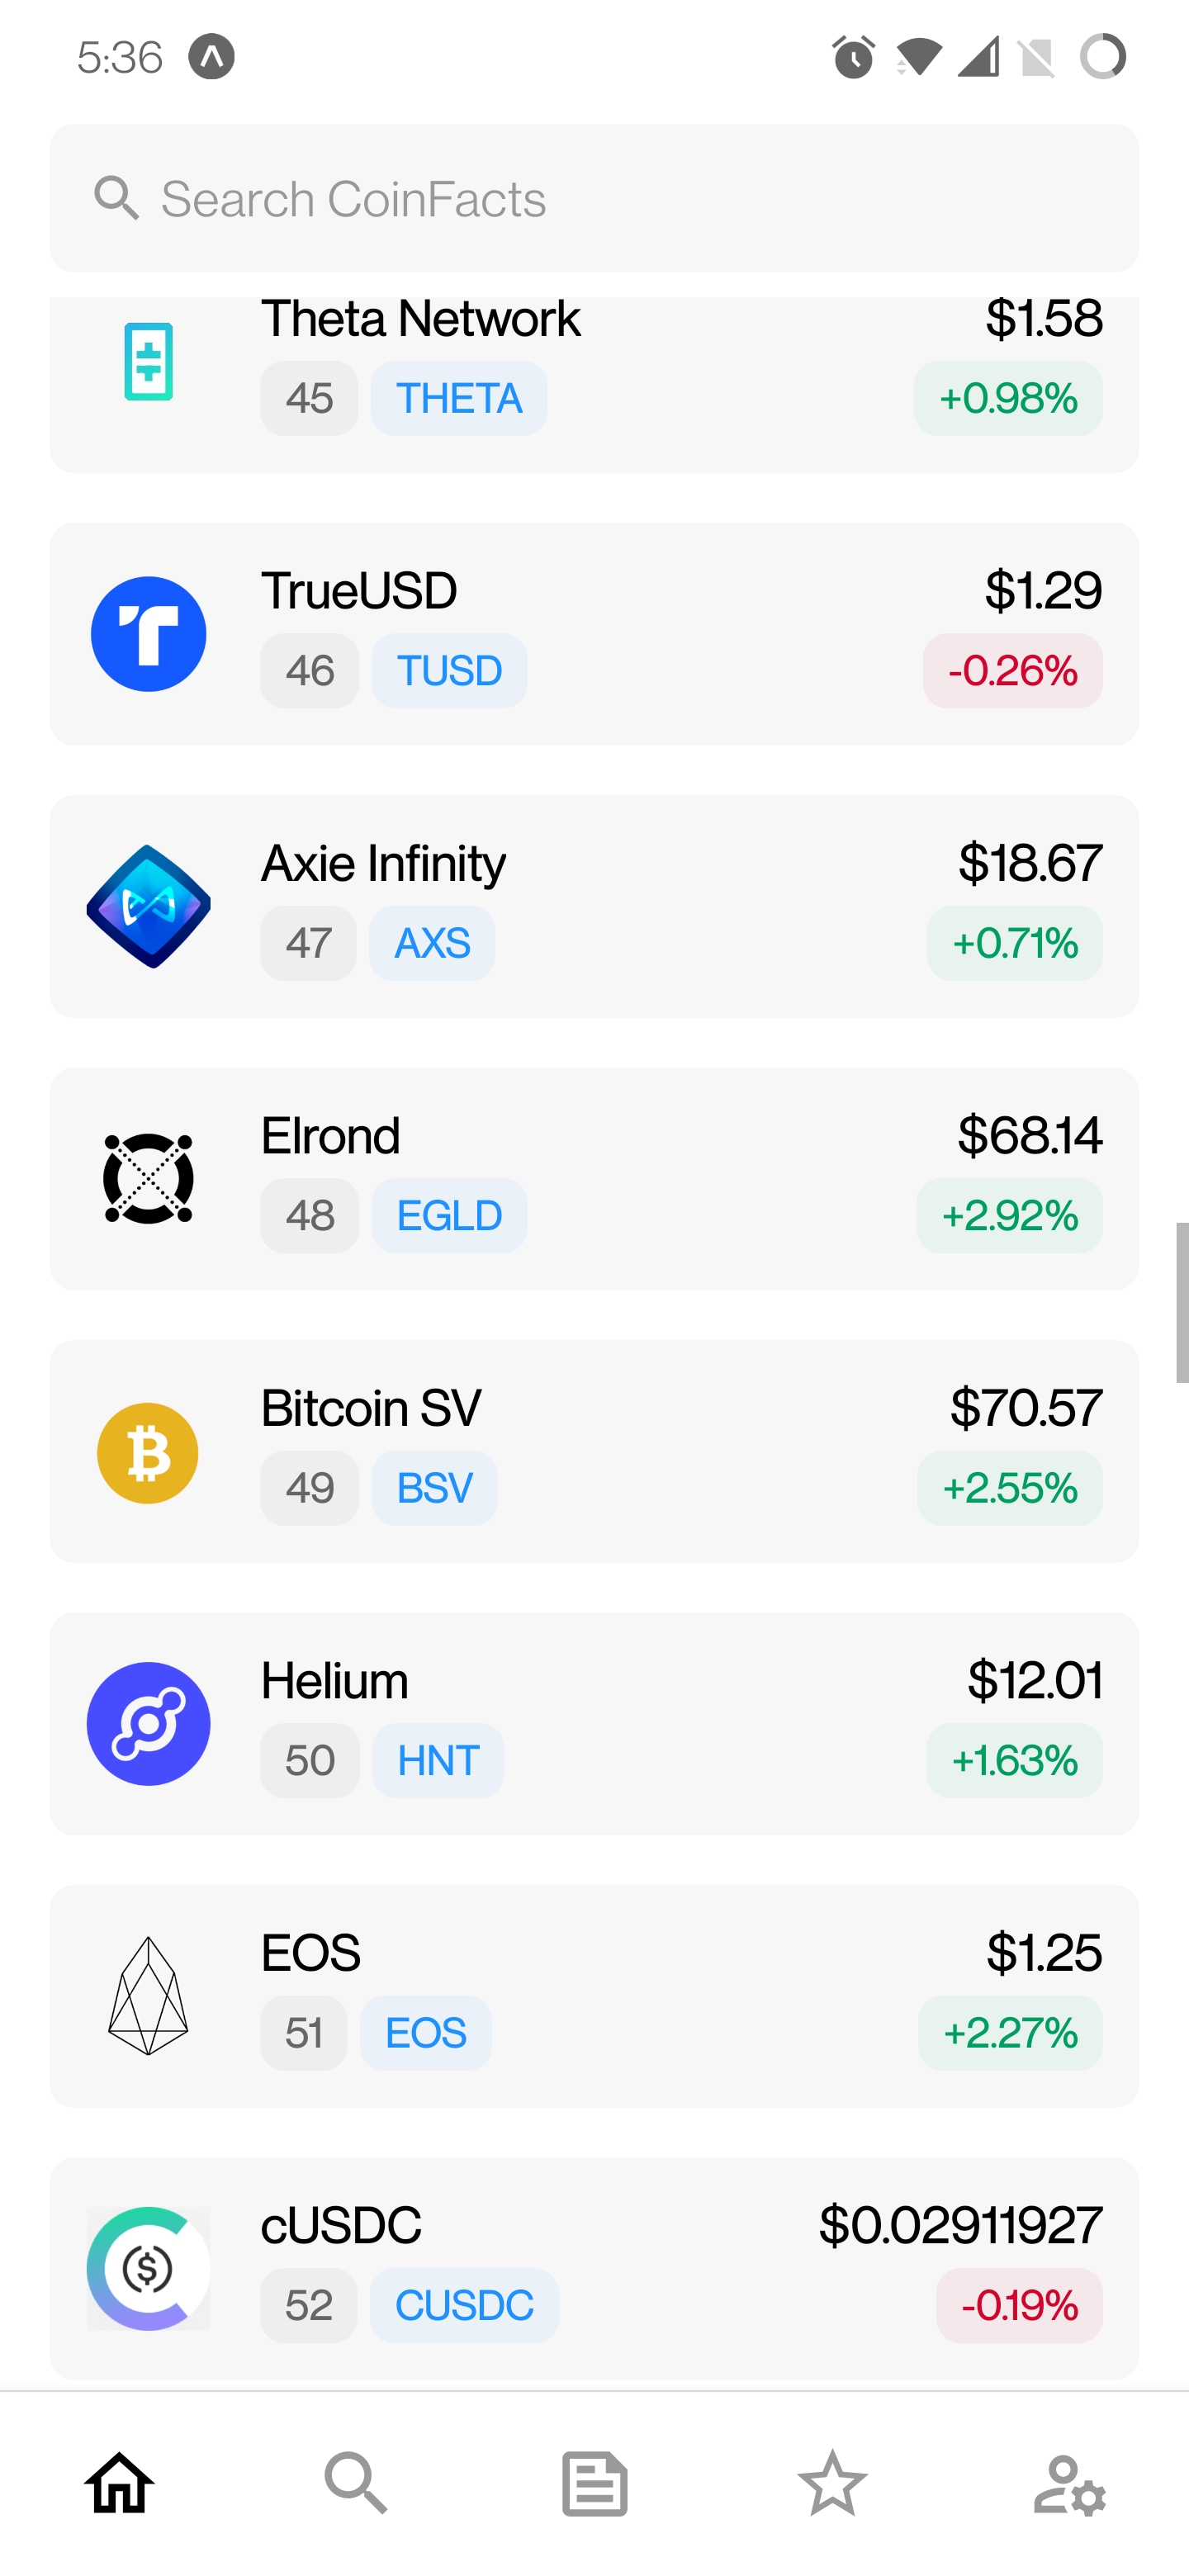 5:36
Search CoinFacts
Theta Network $1.58
45 THETA +0.98%
TrueUSD $1.29
46 TUSD -0.26%
Axie Infinity $18.67
47 AXS +0.71%
Elrond $68.14
48 EGLD +2.92%
Bitcoin SV $70.57
49 BSV +2.55%
Helium $12.01
50 HNT +1.63%
EOS $1.25
51 EOS +2.27%
cUSDC $0.02911927
52 CUSDC -0.19%